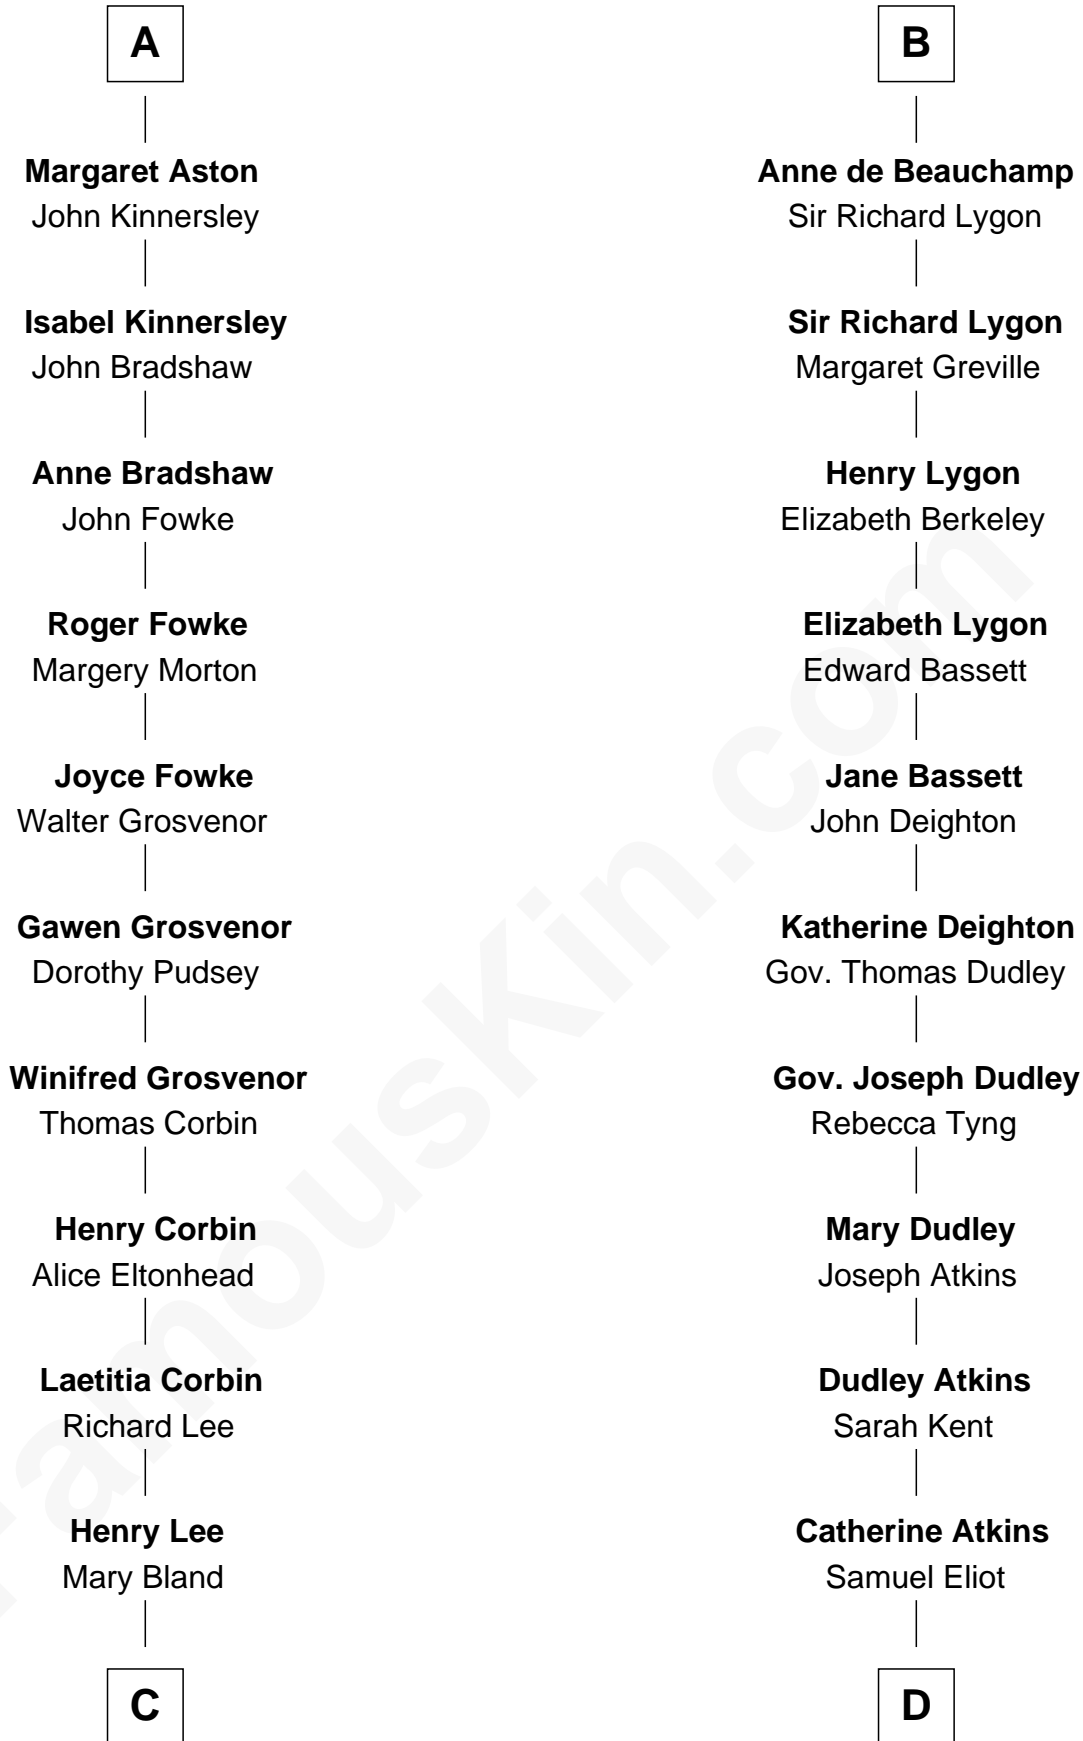 A
Margaret Aston
John Kinnersley
Isabel Kinnersley
John Bradshaw
Anne Bradshaw
John Fowke
Roger Fowke
Margery Morton
Joyce Fowke
Walter Grosvenor
Gawen Grosvenor
Dorothy Pudsey
Winifred Grosvenor
Thomas Corbin
Henry Corbin
Alice Eltonhead
Laetitia Corbin
Richard Lee
Henry Lee
Mary Bland
C
B
Anne de Beauchamp
Sir Richard Lygon
Sir Richard Lygon
Margaret Greville
Henry Lygon
Elizabeth Berkeley
Elizabeth Lygon
Edward Bassett
Jane Bassett
John Deighton
Katherine Deighton
Gov. Thomas Dudley
Gov. Joseph Dudley
Rebecca Tyng
Mary Dudley
Joseph Atkins
Dudley Atkins
Sarah Kent
Catherine Atkins
Samuel Eliot
D
FamousKin.com